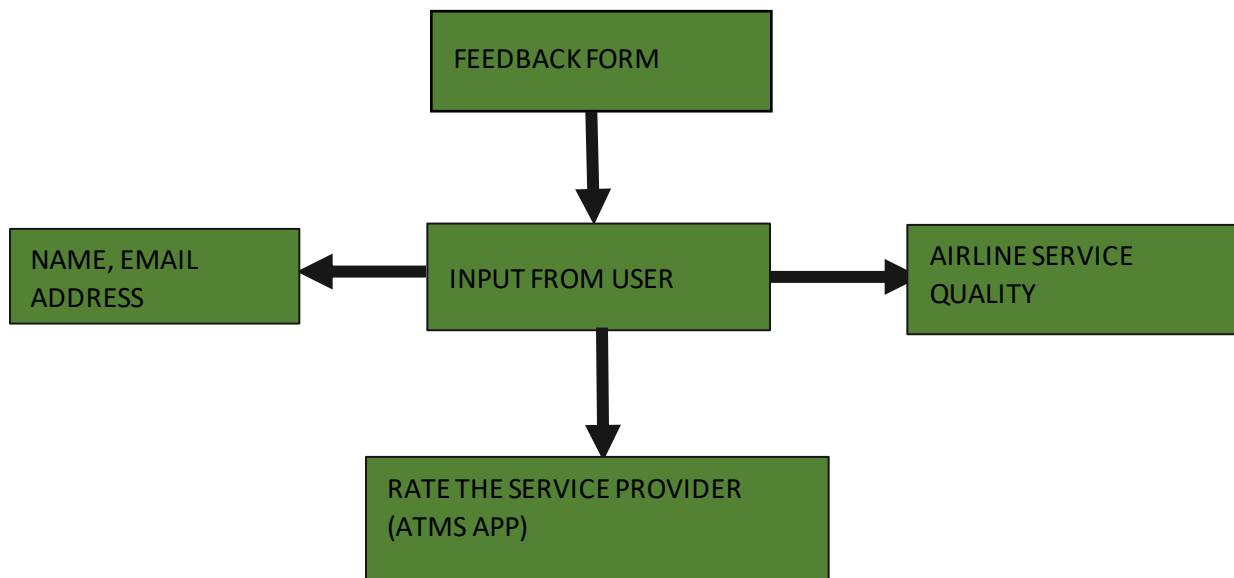 FEEDBACK FORM
NAME, EMAIL
ADDRESS
INPUT FROM USER
AIRLINE SERVICE
QUALITY
RATE THE SERVICE PROVIDER
(ATMS APP)